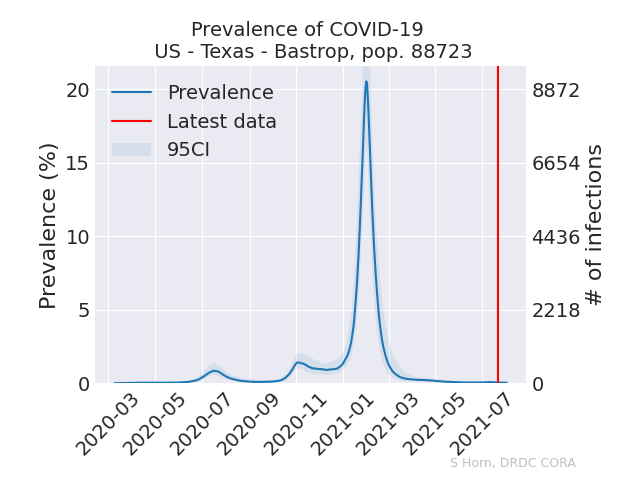 Prevalence of COVID-19
US - Texas - Bastrop, pop. 88723
Prevalence
Latest data
95CI
Prevalence (%)
20
15
10
5
0
# of infections
8872
6654
4436
2218
0
2020-03
2020-05
2020-07
2020-09
2020-11
2021-01
2021-03
2021-05
2021-07
S Horn, DRDC CORA